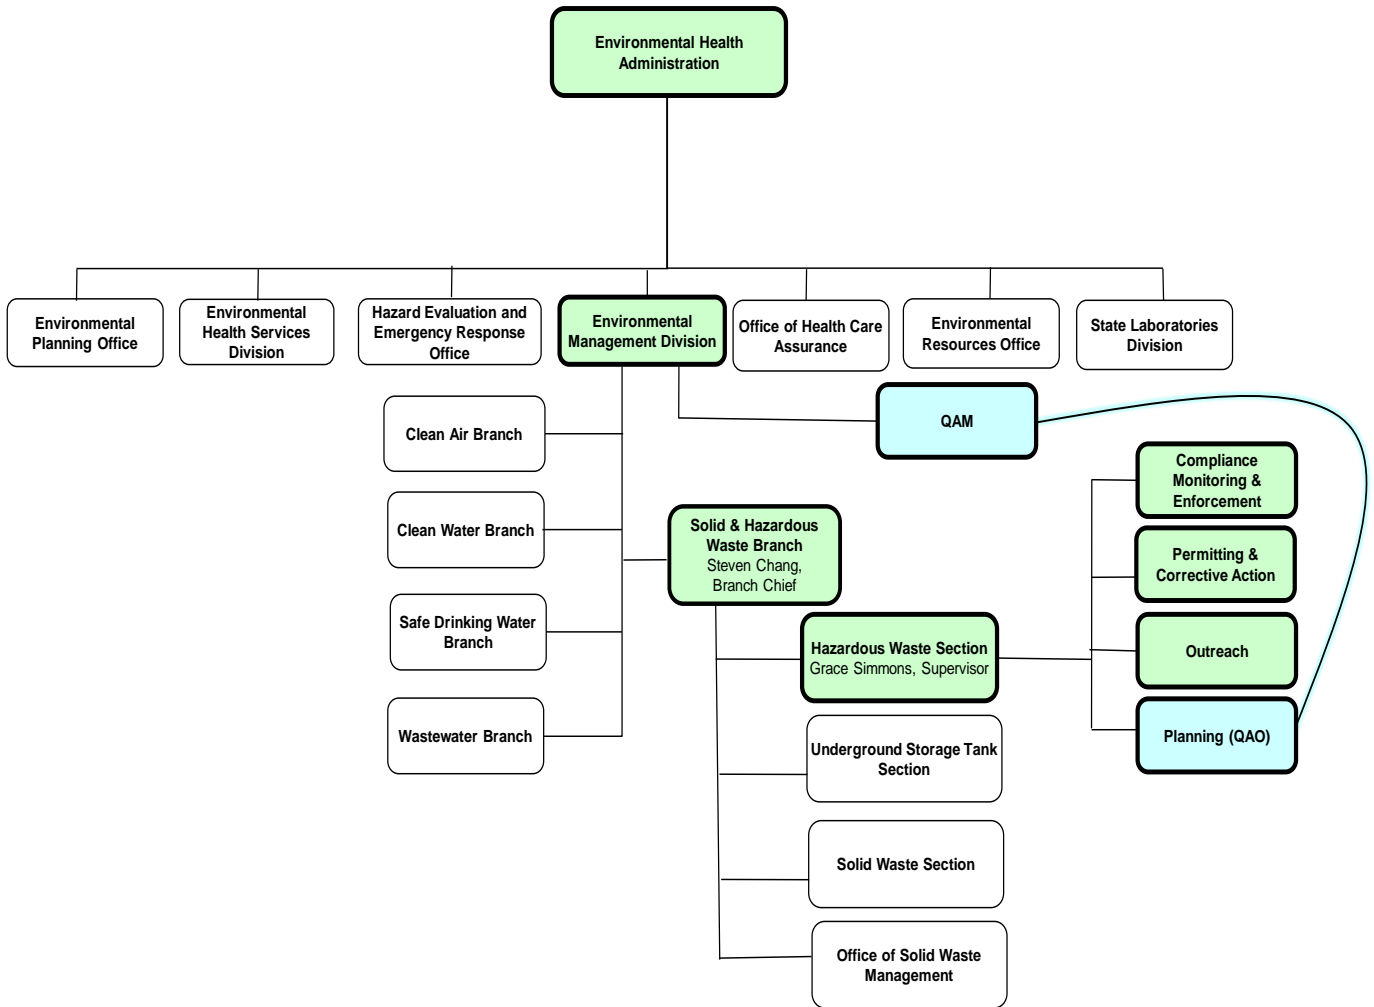 Environmental Health
Administration
Environmental
Planning Office
Environmental
Health Services
Division
Hazard Evaluation and
Emergency Response
Office
Environmental
Management Division
Office of Health Care
Assurance
Environmental
Resources Office
State Laboratories
Division
QAM
Clean Air Branch
Clean Water Branch
Safe Drinking Water
Branch
Wastewater Branch
Solid & Hazardous
Waste Branch
Steven Chang,
Branch Chief
Hazardous Waste Section
Grace Simmons, Supervisor
Underground Storage Tank
Section
Solid Waste Section
Office of Solid Waste
Management
Compliance
Monitoring &
Enforcement
Permitting &
Corrective Action
Outreach
Planning (QAO)